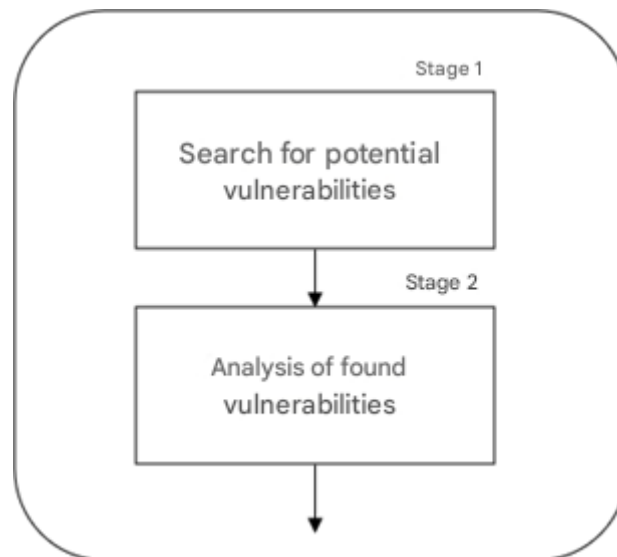 Stage 1
Search for potential
vulnerabilities
Stage 2
Analysis of found
vulnerabilities